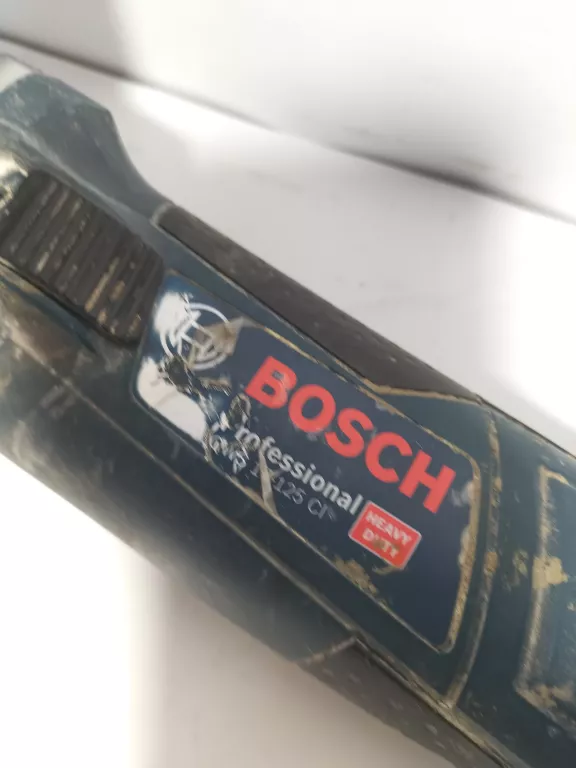 BOSCH
Professional
125 CI
HEAVY
DUTY